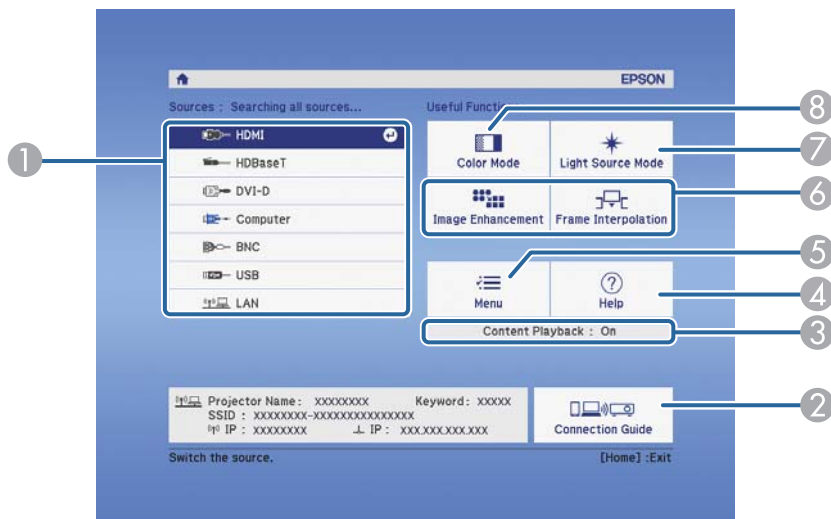 EPSON
Sources : Searching all sources...
HDMI
HDBaseT
DVI-D
Computer
BNC
USB
LAN
Useful Functio
Color Mode
Light Source Mode
Image Enhancement
Frame Interpolation
Menu
Help
Content Playback : On
Projector Name : XXXXXXXX Keyword : XXXXX
SSID : XXXXXXXX-XXXXXXXXXXXXXXX
IP : XXXXXXXX IP : XXX.XXX.XXX.XXX
Connection Guide
Switch the source.
[Home] :Exit
1
8
7
6
5
4
3
2